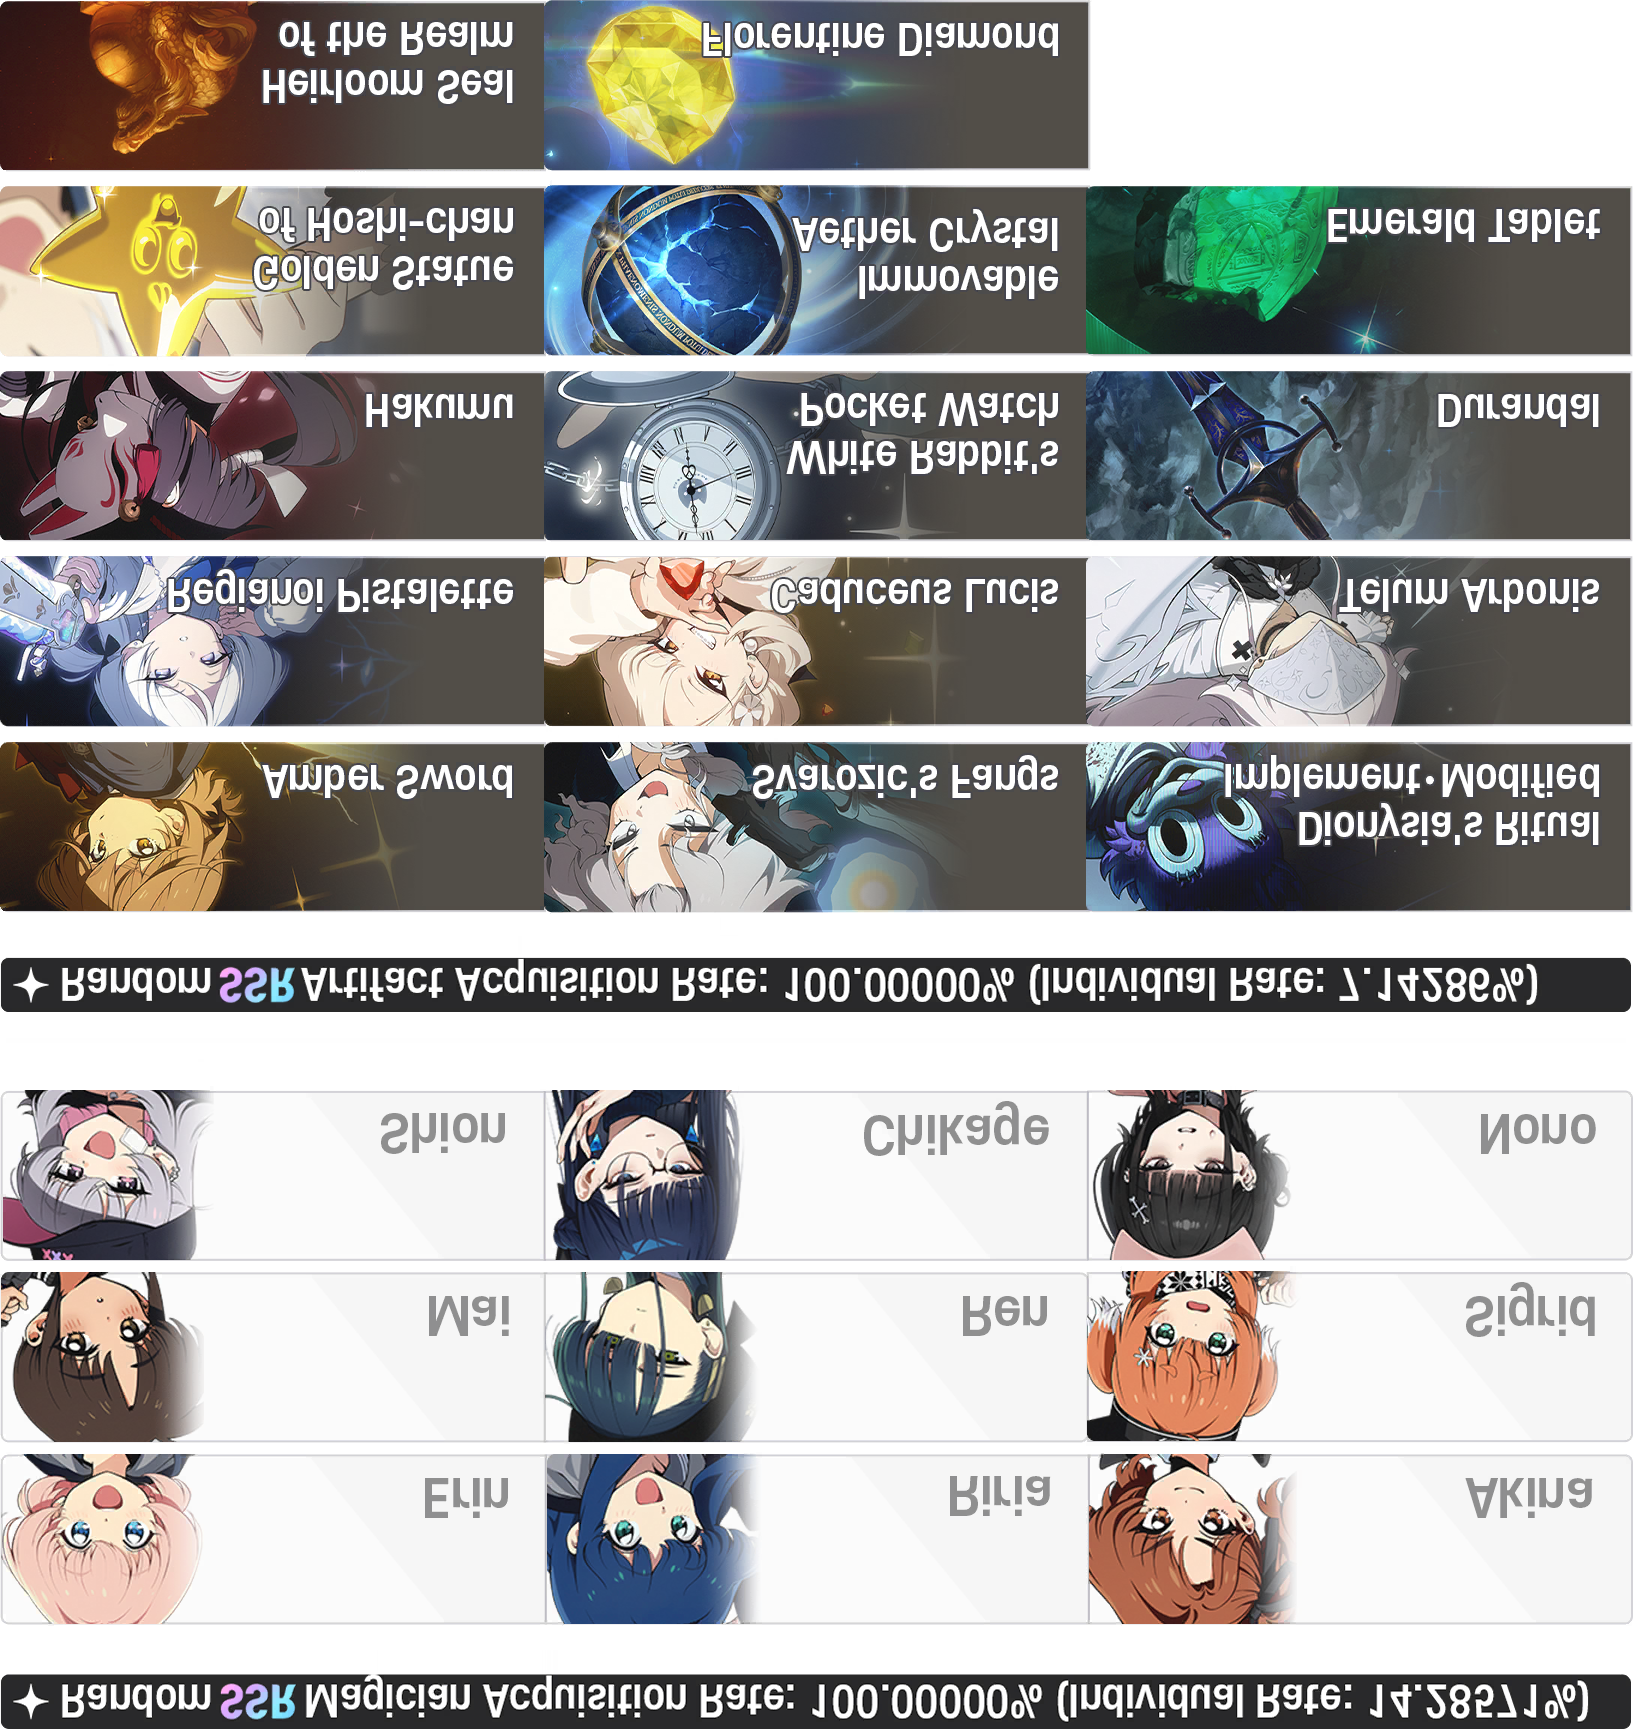 Random SSR Magician Acquisition Rate: 100.00000% (Individual Rate: 14.28571%)
Erin
Riria
Akina
Mai
Ren
Sigrid
Shion
Chikage
Nono
Random SSR Artifact Acquisition Rate: 100.00000% (Individual Rate: 7.14286%)
Amber Sword
Svarozic's Fangs
Dionysia's Ritual
Implement·Modified
Regianoi Pistalette
Caduceus Lucis
Telum Arbonis
Hakumu
White Rabbit's
Pocket Watch
Durandal
Golden Statue
of Hoshi-chan
Immovable
Aether Crystal
Emerald Tablet
Heirloom Seal
of the Realm
Florentine Diamond